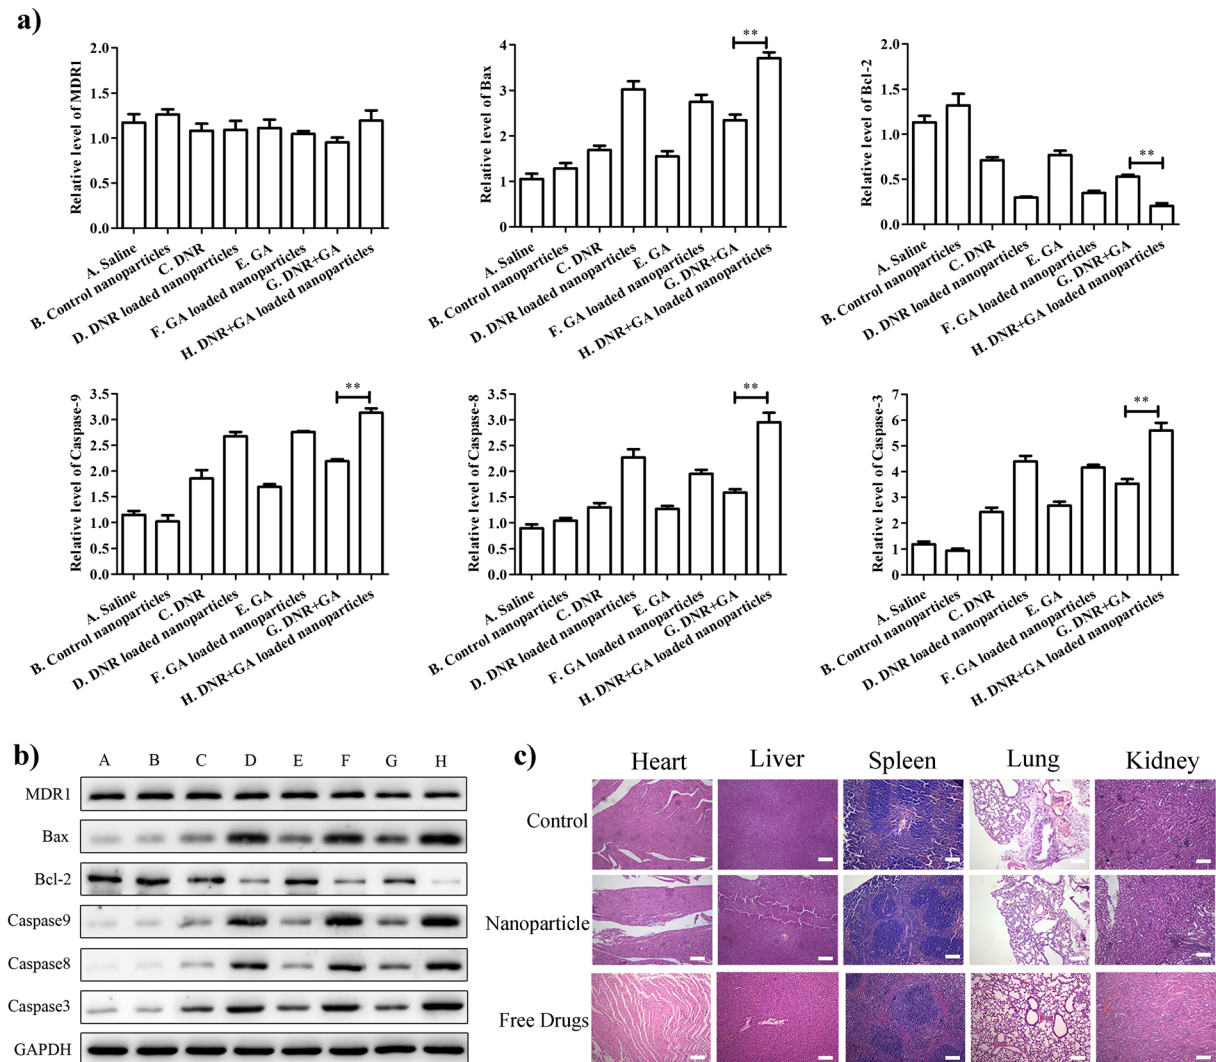 a)
Relative level of MDR1
2.0
1.5
1.0
0.5
0.0
A. Saline
B. Control nanoparticles
C. DNR
D. DNR loaded nanoparticles
E. GA
F. GA loaded nanoparticles
G. DNR+GA
H. DNR+GA loaded nanoparticles
Relative level of Bax
4
3
2
1
0
**
A. Saline
B. Control nanoparticles
C. DNR
D. DNR loaded nanoparticles
E. GA
F. GA loaded nanoparticles
G. DNR+GA
H. DNR+GA loaded nanoparticles
Relative level of Bcl-2
2.0
1.5
1.0
0.5
0.0
**
A. Saline
B. Control nanoparticles
C. DNR
D. DNR loaded nanoparticles
E. GA
F. GA loaded nanoparticles
G. DNR+GA
H. DNR+GA loaded nanoparticles
Relative level of Caspase-9
3.5
3.0
2.5
2.0
1.5
1.0
0.5
0.0
**
A. Saline
B. Control nanoparticles
C. DNR
D. DNR loaded nanoparticles
E. GA
F. GA loaded nanoparticles
G. DNR+GA
H. DNR+GA loaded nanoparticles
Relative level of Caspase-8
3.5
3.0
2.5
2.0
1.5
1.0
0.5
0.0
**
A. Saline
B. Control nanoparticles
C. DNR
D. DNR loaded nanoparticles
E. GA
F. GA loaded nanoparticles
G. DNR+GA
H. DNR+GA loaded nanoparticles
Relative level of Caspase-3
7
6
5
4
3
2
1
0
**
A. Saline
B. Control nanoparticles
C. DNR
D. DNR loaded nanoparticles
E. GA
F. GA loaded nanoparticles
G. DNR+GA
H. DNR+GA loaded nanoparticles
b)
A B C D E F G H
MDR1
Bax
Bcl-2
Caspase9
Caspase8
Caspase3
GAPDH
c)
Heart Liver Spleen Lung Kidney
Control
Nanoparticle
Free Drugs